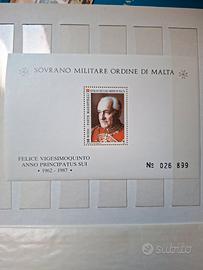 SOVRANO MILITARE ORDINE DI MALTA
FELICE VIGESIMOQUINTO
ANNO PRINCIPATUS SUI
• 1962 - 1987 •
Nº 026 899
subito